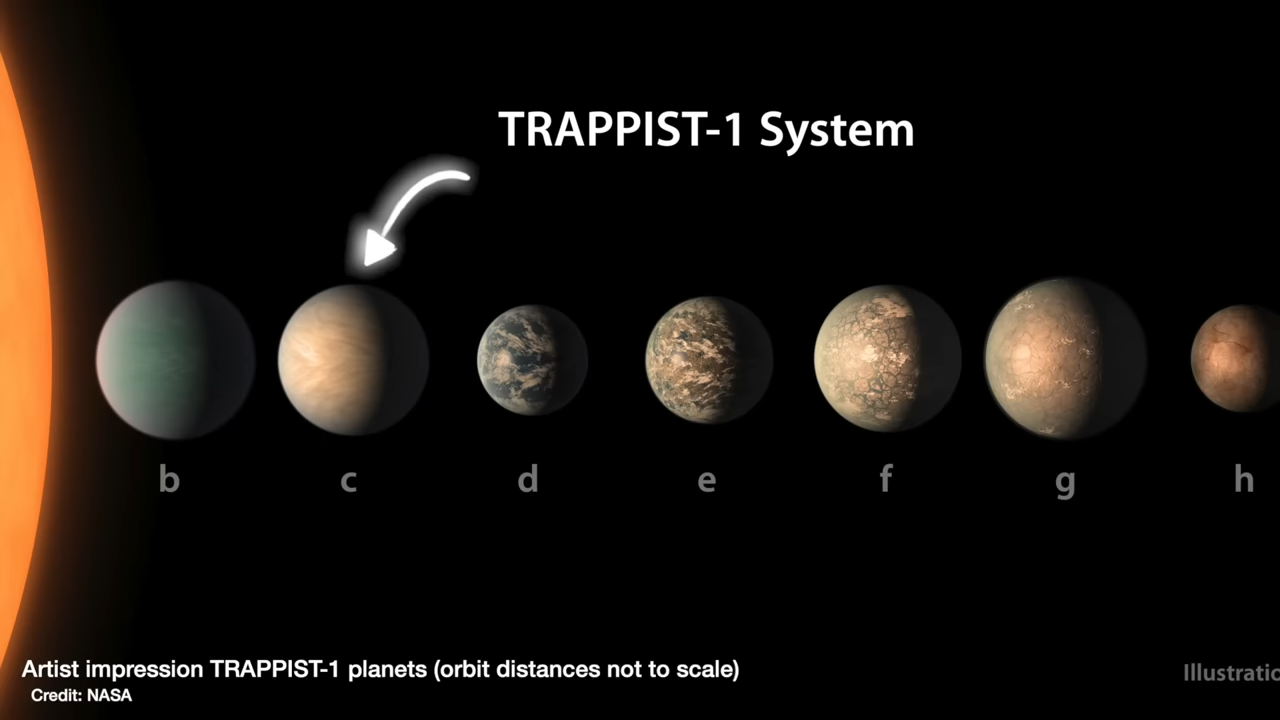 TRAPPIST-1 System
b c d e f g h
Artist impression TRAPPIST-1 planets (orbit distances not to scale)
Credit: NASA